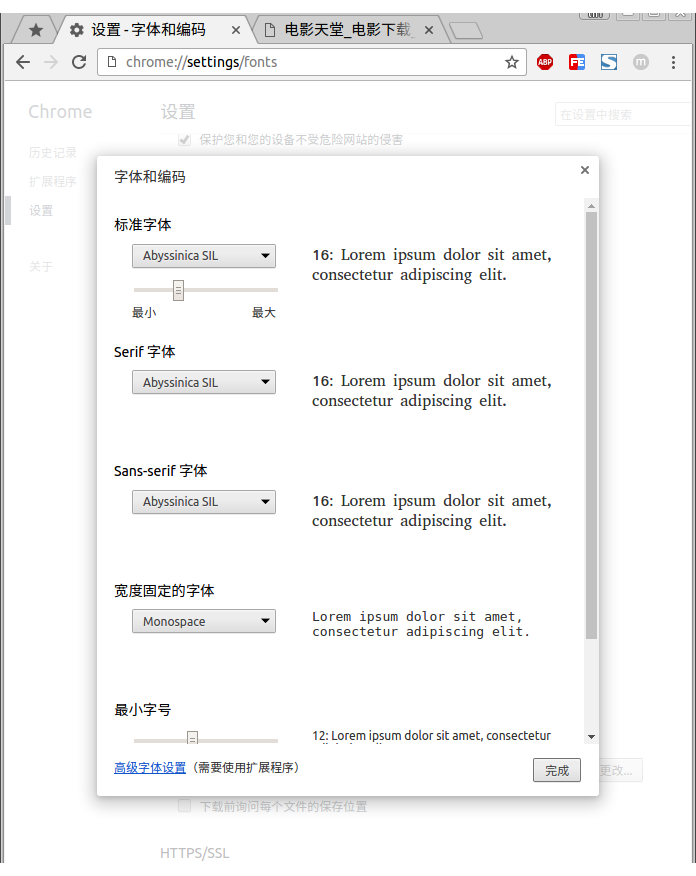 设置 - 字体和编码
电影天堂_电影下载_
chrome://settings/fonts
ABP
FE
S
m
Chrome
设置
在设置中搜索
保护您和您的设备不受危险网站的侵害
历史记录
扩展程序
设置
关于
字体和编码
标准字体
Abyssinica SIL
16: Lorem ipsum dolor sit amet,
consectetur adipiscing elit.
最小
最大
Serif 字体
Abyssinica SIL
16: Lorem ipsum dolor sit amet,
consectetur adipiscing elit.
Sans-serif 字体
Abyssinica SIL
16: Lorem ipsum dolor sit amet,
consectetur adipiscing elit.
宽度固定的字体
Monospace
Lorem ipsum dolor sit amet,
consectetur adipiscing elit.
最小字号
12: Lorem ipsum dolor sit amet, consectetur
高级字体设置（需要使用扩展程序）
完成
更改...
下载前询问每个文件的保存位置
HTTPS/SSL